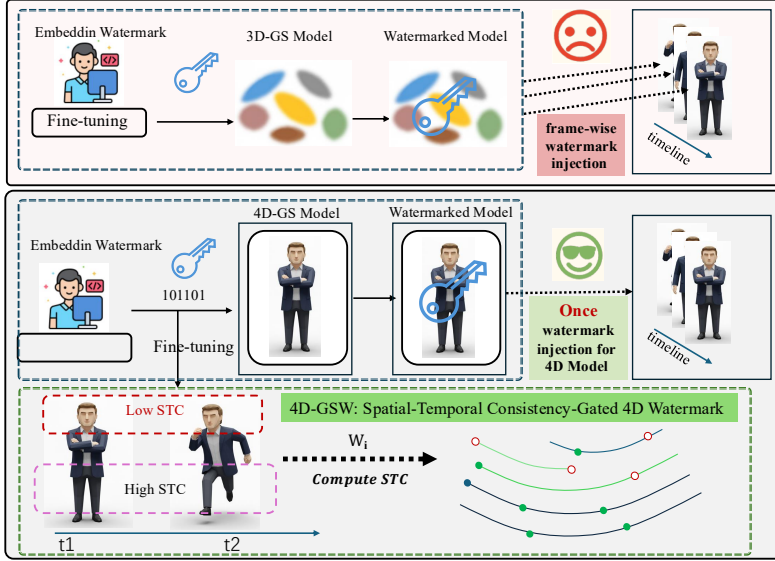 Embeddin Watermark
3D-GS Model
Watermarked Model
Fine-tuning
frame-wise
watermark
injection
timeline
Embeddin Watermark
4D-GS Model
Watermarked Model
101101
Fine-tuning
Once
watermark
injection for
4D Model
timeline
Low STC
High STC
t1
t2
4D-GSW: Spatial-Temporal Consistency-Gated 4D Watermark
Wi
Compute STC